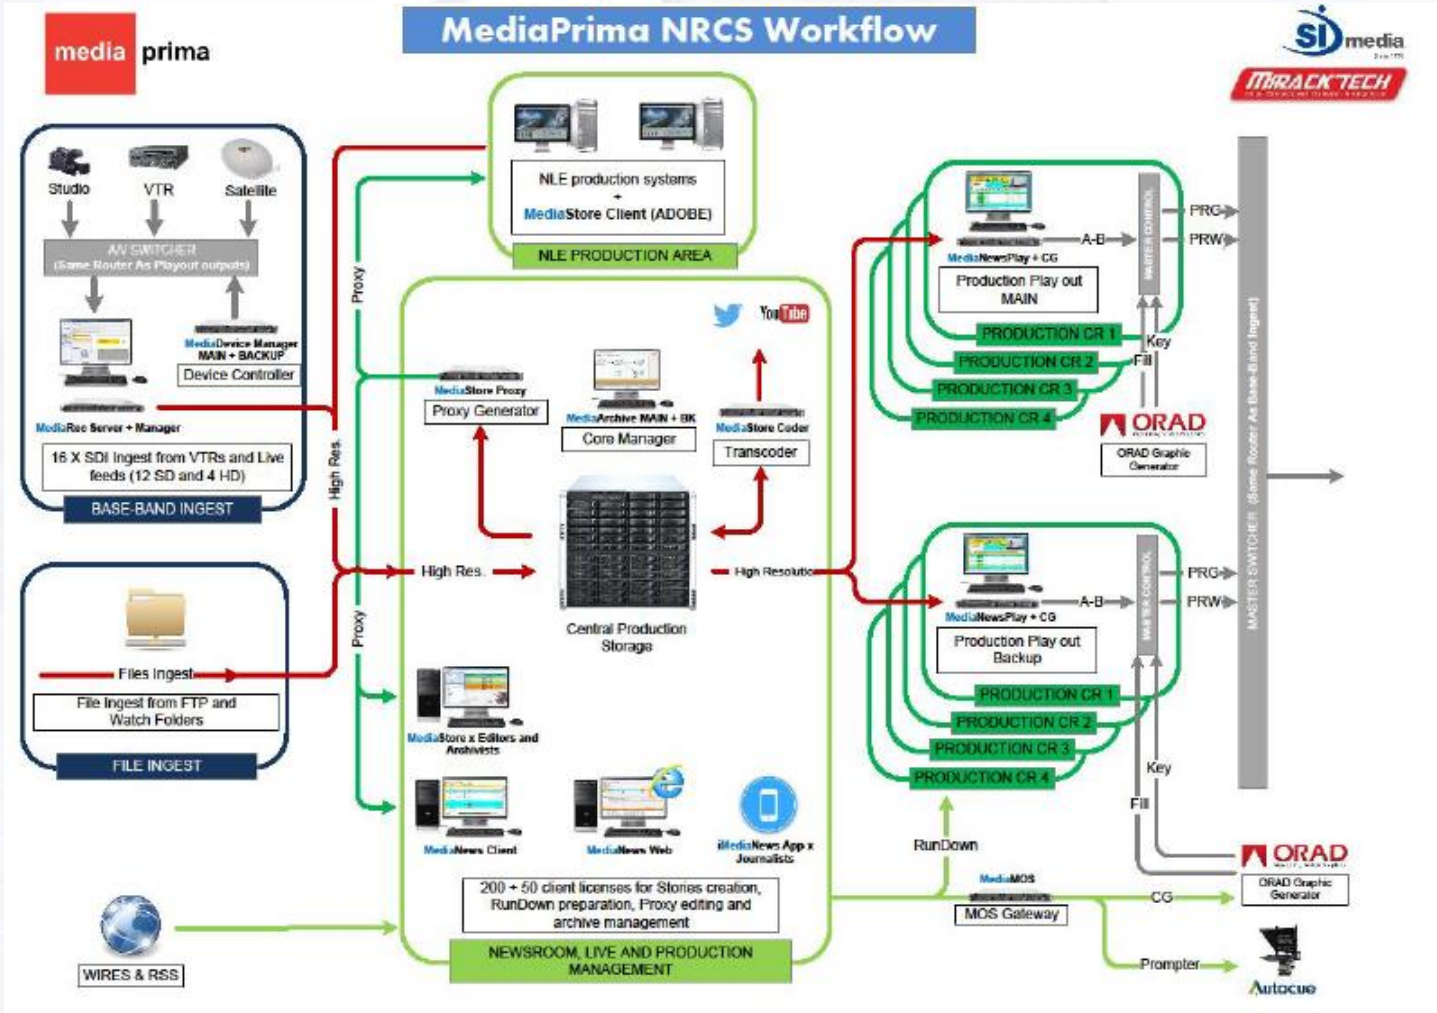 media prima
MediaPrima NRCS Workflow
SI media
MIRACKTECH
Studio
VTR
Satellite
A/V SWITCHER
(Same Router As Playout outputs)
MediaDevice Manager
MAIN + BACKUP
Device Controller
MediaRec Server + Manager
16 X SDI Ingest from VTRs and Live
feeds (12 SD and 4 HD)
BASE-BAND INGEST
Files Ingest
File Ingest from FTP and
Watch Folders
FILE INGEST
WIRES & RSS
High Res.
Proxy
Proxy
NLE production systems
+
MediaStore Client (ADOBE)
NLE PRODUCTION AREA
YouTube
MediaStore Proxy
Proxy Generator
MediaArchive MAIN + BK
Core Manager
MediaStore Coder
Transcoder
High Res.
High Resolution
Central Production
Storage
MediaStore x Editors and
Archivists
MediaNews Client
MediaNews Web
iMediaNews App x
Journalists
200 + 50 client licenses for Stories creation,
RunDown preparation, Proxy editing and
archive management
NEWSROOM, LIVE AND PRODUCTION
MANAGEMENT
MediaNewsPlay + CG
Production Play out
MAIN
A-B
MASTER CONTROL
PRG
PRW
PRODUCTION CR 1
PRODUCTION CR 2
PRODUCTION CR 3
PRODUCTION CR 4
Key
Fill
ORAD
ORAD Graphic
Generator
MediaNewsPlay + CG
Production Play out
Backup
A-B
MASTER CONTROL
PRG
PRW
PRODUCTION CR 1
PRODUCTION CR 2
PRODUCTION CR 3
PRODUCTION CR 4
Key
Fill
MASTER SWITCHER (Same Router As Base-Band Ingest)
RunDown
MediaMOS
MOS Gateway
CG
ORAD
ORAD Graphic
Generator
Prompter
Autocue